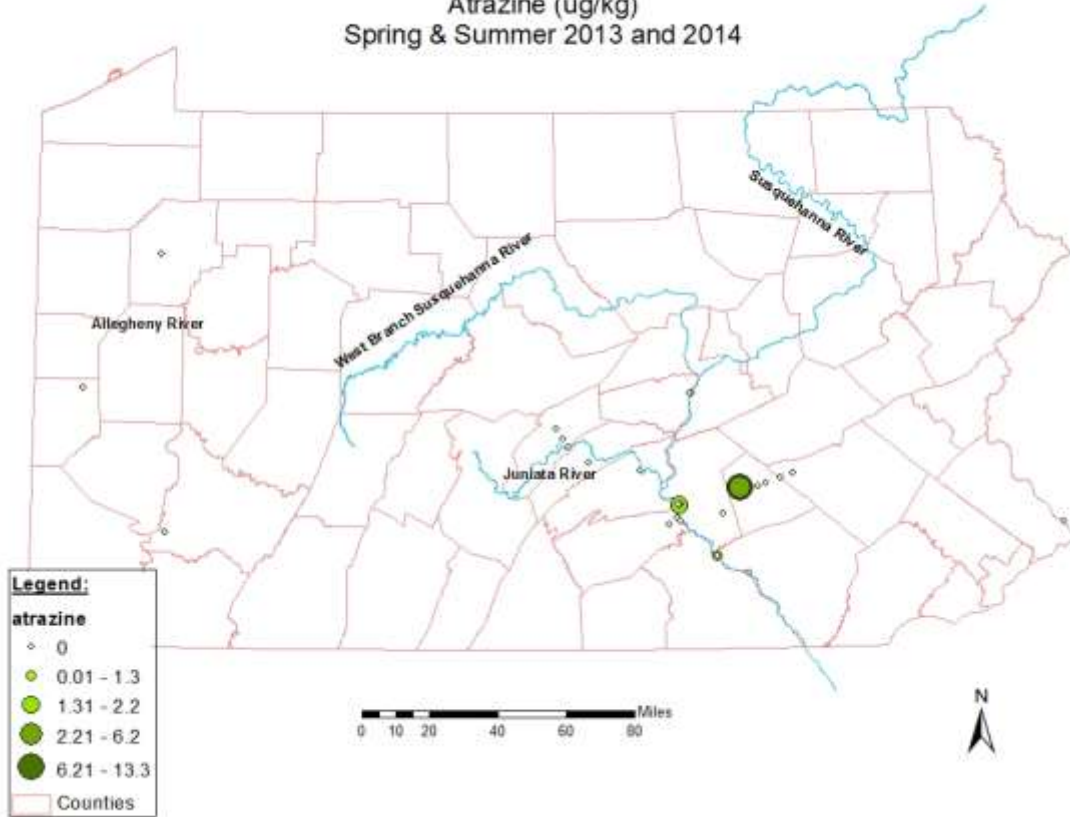 Atrazine (ug/kg)
Spring & Summer 2013 and 2014
Susquehanna River
West Branch Susquehanna River
Allegheny River
Juniata River
Legend:
atrazine
0
0.01 - 1.3
1.31 - 2.2
2.21 - 6.2
6.21 - 13.3
Counties
Miles
0 10 20 40 60 80
N